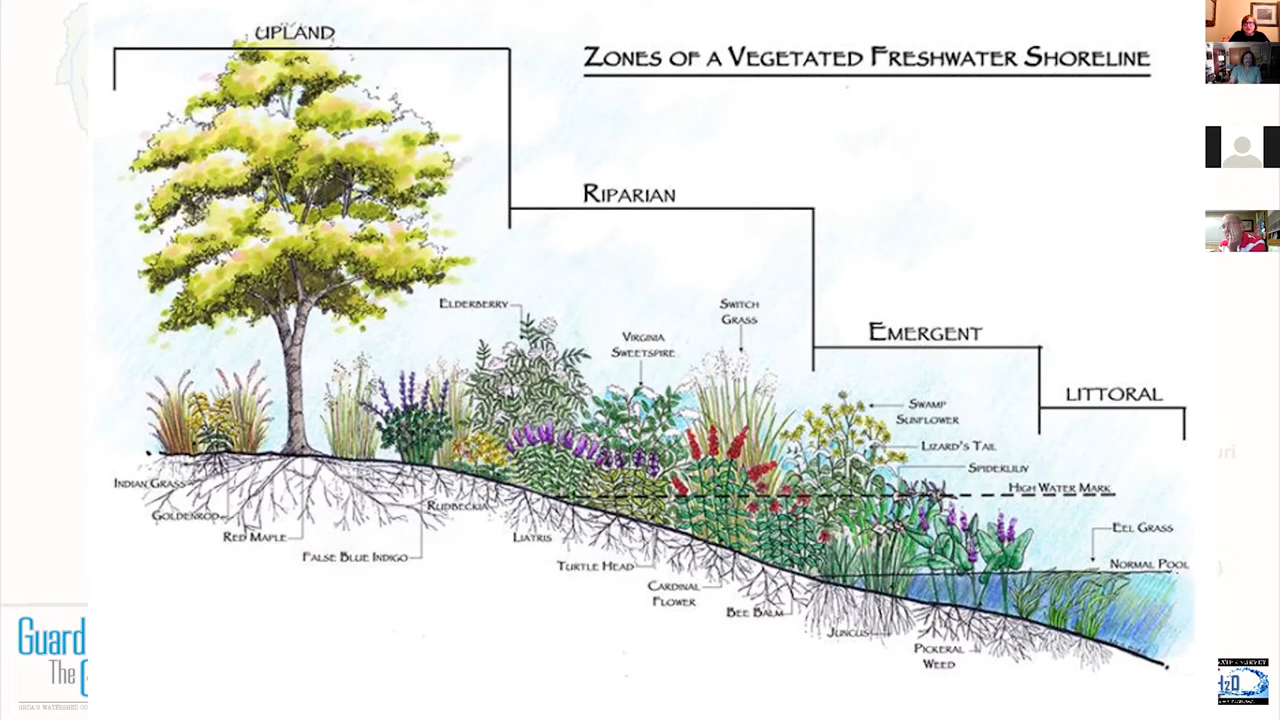 UPLAND
ZONES OF A VEGETATED FRESHWATER SHORELINE
RIPARIAN
EMERGENT
LITTORAL
ELDERBERRY
VIRGINIA
SWEETSPIRE
SWITCH
GRASS
SWAMP
SUNFLOWER
LIZARD'S TAIL
SPIDERLILIY
HIGH WATER MARK
EEL GRASS
NORMAL POOL
INDIAN GRASS
GOLDENROD
RED MAPLE
FALSE BLUE INDIGO
RUDBECKIA
LIATRIS
TURTLE HEAD
CARDINAL
FLOWER
BEE BALM
JUNCUS
PICKERAL
WEED
Guard
The
H2O